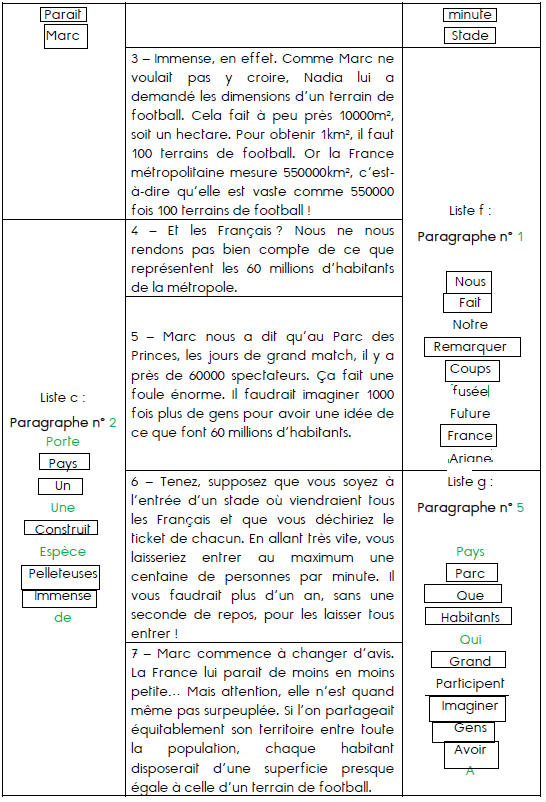 Parait
Marc
3 – Immense, en effet. Comme Marc ne
voulait pas y croire, Nadia lui a
demandé les dimensions d'un terrain de
football. Cela fait à peu près 10000m²,
soit un hectare. Pour obtenir 1km², il faut
100 terrains de football. Or la France
métropolitaine mesure 550000km², c'est-
à-dire qu'elle est vaste comme 550000
fois 100 terrains de football !
4 – Et les Français ? Nous ne nous
rendons pas bien compte de ce que
représentent les 60 millions d'habitants
de la métropole.
5 – Marc nous a dit qu'au Parc des
Princes, les jours de grand match, il y a
près de 60000 spectateurs. Ça fait une
foule énorme. Il faudrait imaginer 1000
fois plus de gens pour avoir une idée de
ce que font 60 millions d'habitants.
6 – Tenez, supposez que vous soyez à
l'entrée d'un stade où viendraient tous
les Français et que vous déchiriez le
ticket de chacun. En allant très vite, vous
laisseriez entrer au maximum une
centaine de personnes par minute. Il
vous faudrait plus d'un an, sans une
seconde de repos, pour les laisser tous
entrer !
7 – Marc commence à changer d'avis.
La France lui parait de moins en moins
petite… Mais attention, elle n'est quand
même pas surpeuplée. Si l'on partageait
équitablement son territoire entre toute
la population, chaque habitant
disposerait d'une superficie presque
égale à celle d'un terrain de football.
Liste c :
Paragraphe n° 2
Porte
Pays
Un
Une
Construit
Espèce
Pelleteuses
Immense
de
minute
Stade
Liste f :
Paragraphe n° 1
Nous
Fait
Notre
Remarquer
Coups
fusée
Future
France
Ariane
Liste g :
Paragraphe n° 5
Pays
Parc
Que
Habitants
Qui
Grand
Participent
Imaginer
Gens
Avoir
A